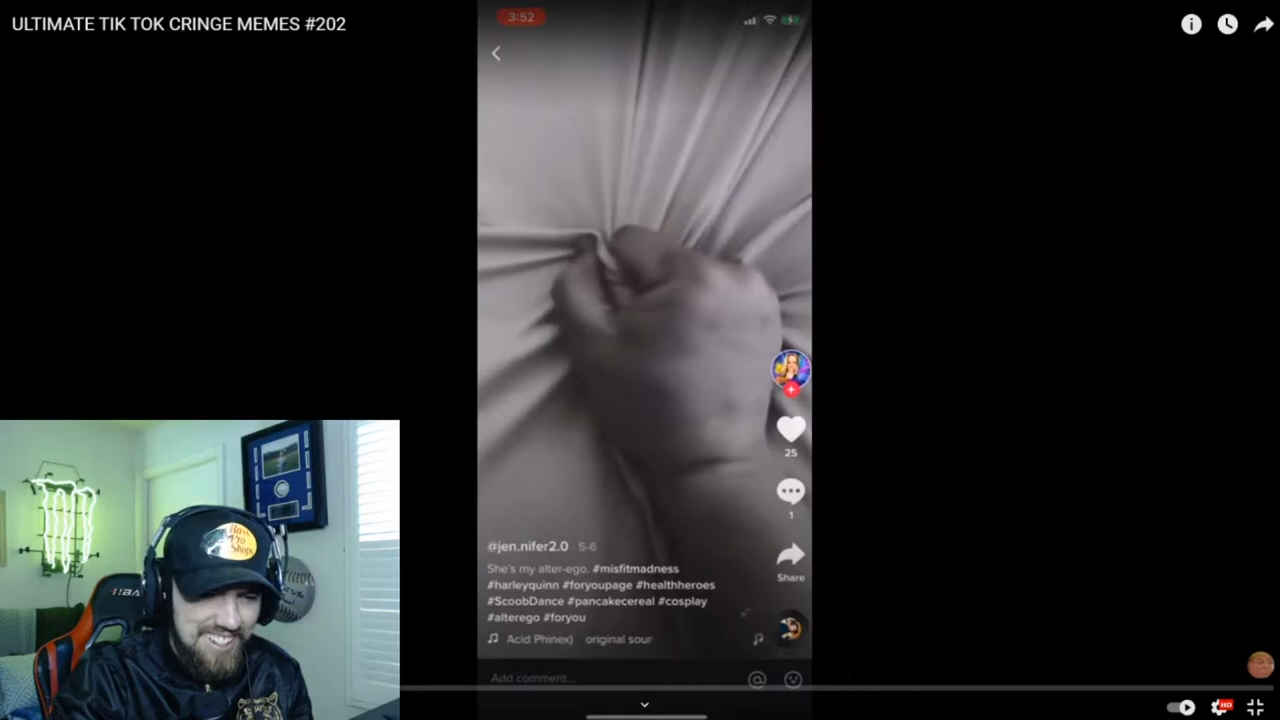 ULTIMATE TIK TOK CRINGE MEMES #202
3:52
25
1
Share
@jen.nifer2.0 · 5-6
She's my alter-ego. #misfitmadness
#harleyquinn #foryoupage #healthheroes
#ScoobDance #pancakecereal #cosplay
#alterego #foryou
Acid Phinex) original sour
Add comment...
HD
Bass
Pro
Shops